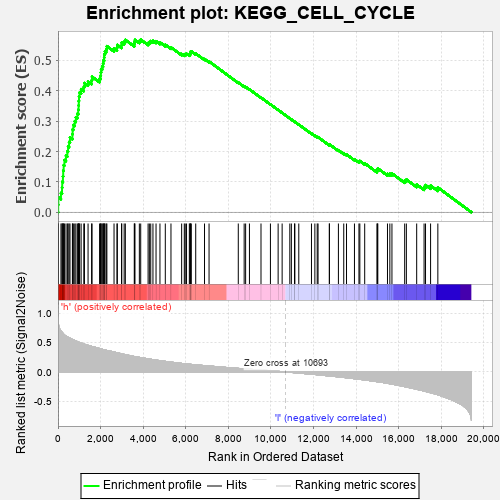 Enrichment plot: KEGG_CELL_CYCLE
Enrichment score (ES)
0.5
0.4
0.3
0.2
0.1
0.0
'h' (positively correlated)
Ranked list metric (Signal2Noise)
1.0
0.5
0.0
-0.5
Zero cross at 10693
'l' (negatively correlated)
0
2,000
4,000
6,000
8,000
10,000
12,000
14,000
16,000
18,000
20,000
Rank in Ordered Dataset
Enrichment profile
Hits
Ranking metric scores